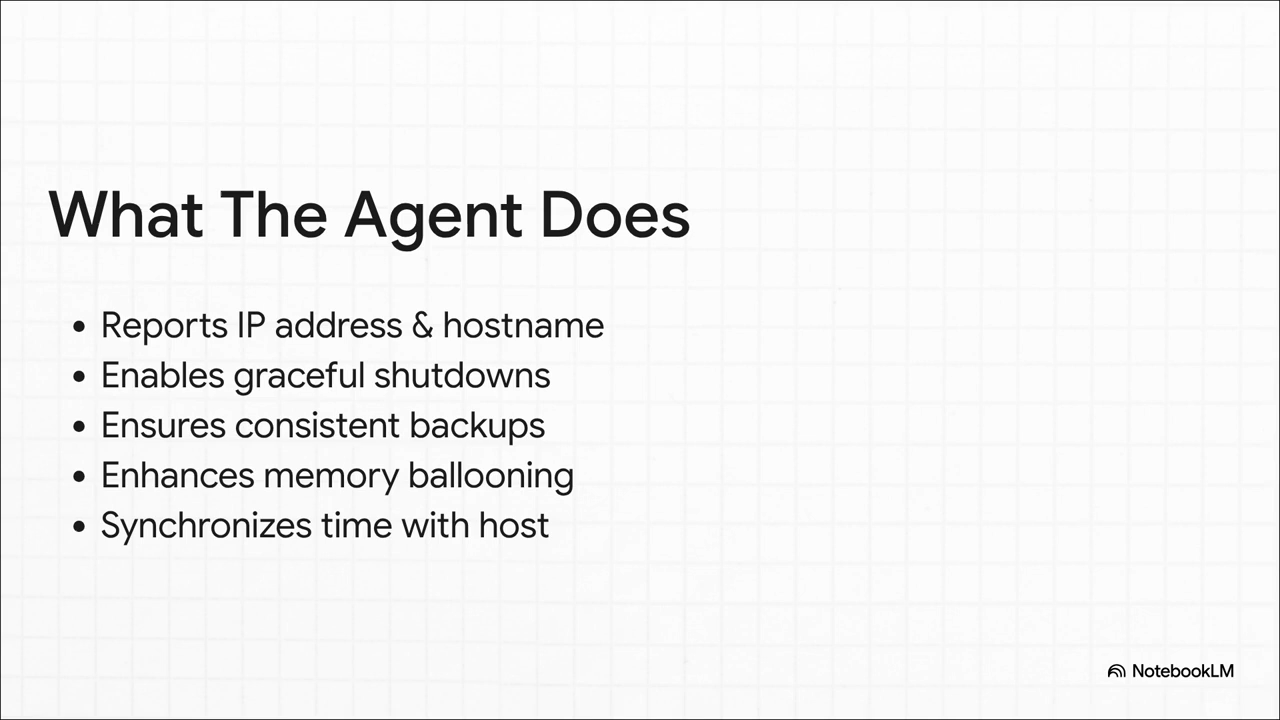 What The Agent Does
• Reports IP address & hostname
• Enables graceful shutdowns
• Ensures consistent backups
• Enhances memory ballooning
• Synchronizes time with host
NotebookLM